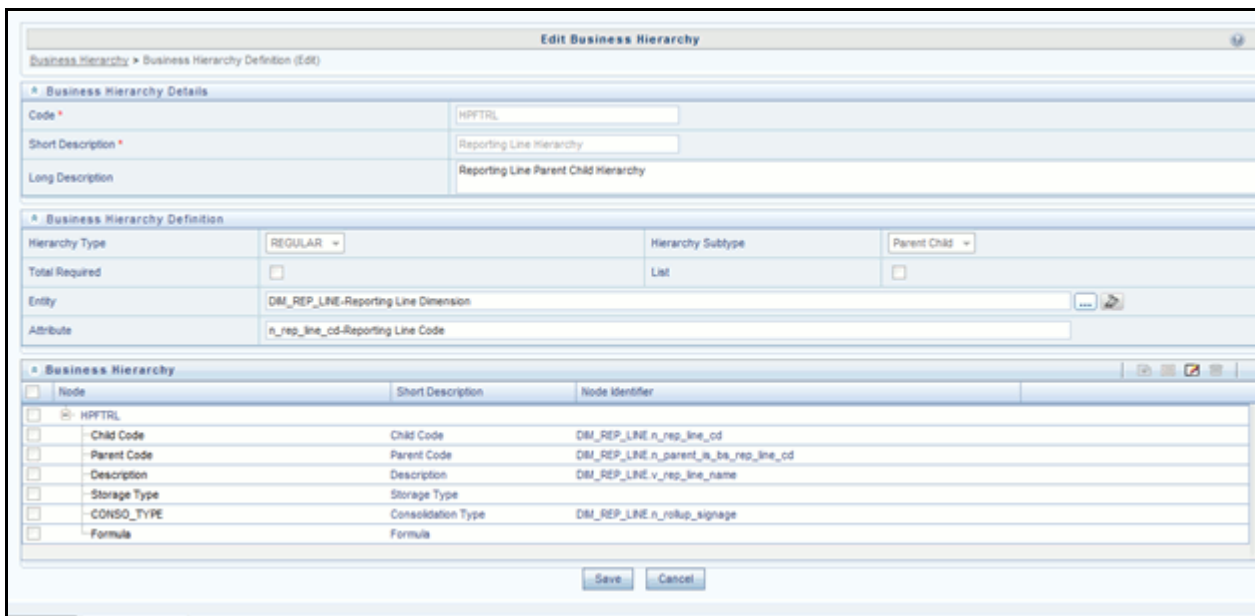 Edit Business Hierarchy
Business Hierarchy > Business Hierarchy Definition (Edit)
Business Hierarchy Details
Code * HPFTRL
Short Description * Reporting Line Hierarchy
Long Description Reporting Line Parent Child Hierarchy
Business Hierarchy Definition
Hierarchy Type REGULAR Hierarchy Subtype Parent Child
Total Required List
Entity DIM_REP_LINE-Reporting Line Dimension ...
Attribute n_rep_line_cd-Reporting Line Code
Business Hierarchy
Node Short Description Node Identifier
HPFTRL
Child Code Child Code DIM_REP_LINE.n_rep_line_cd
Parent Code Parent Code DIM_REP_LINE.n_parent_is_bs_rep_line_cd
Description Description DIM_REP_LINE.v_rep_line_name
Storage Type Storage Type
CONSO_TYPE Consolidation Type DIM_REP_LINE.n_rollup_signage
Formula Formula
Save Cancel